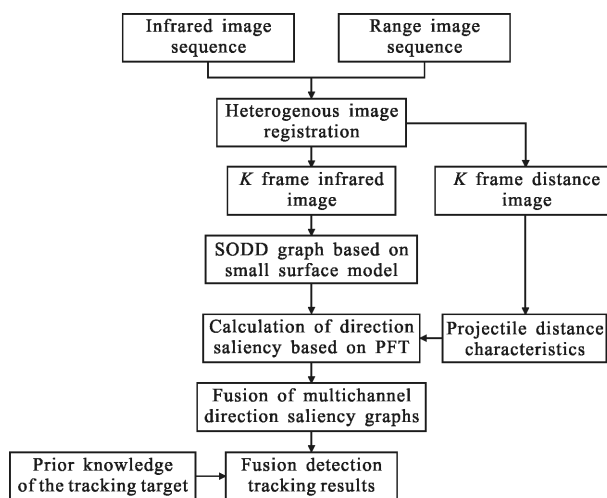 Infrared image
sequence
Range image
sequence
Heterogenous image
registration
K frame infrared
image
K frame distance
image
SODD graph based on
small surface model
Calculation of direction
saliency based on PFT
Projectile distance
characteristics
Fusion of multichannel
direction saliency graphs
Prior knowledge
of the tracking target
Fusion detection
tracking results